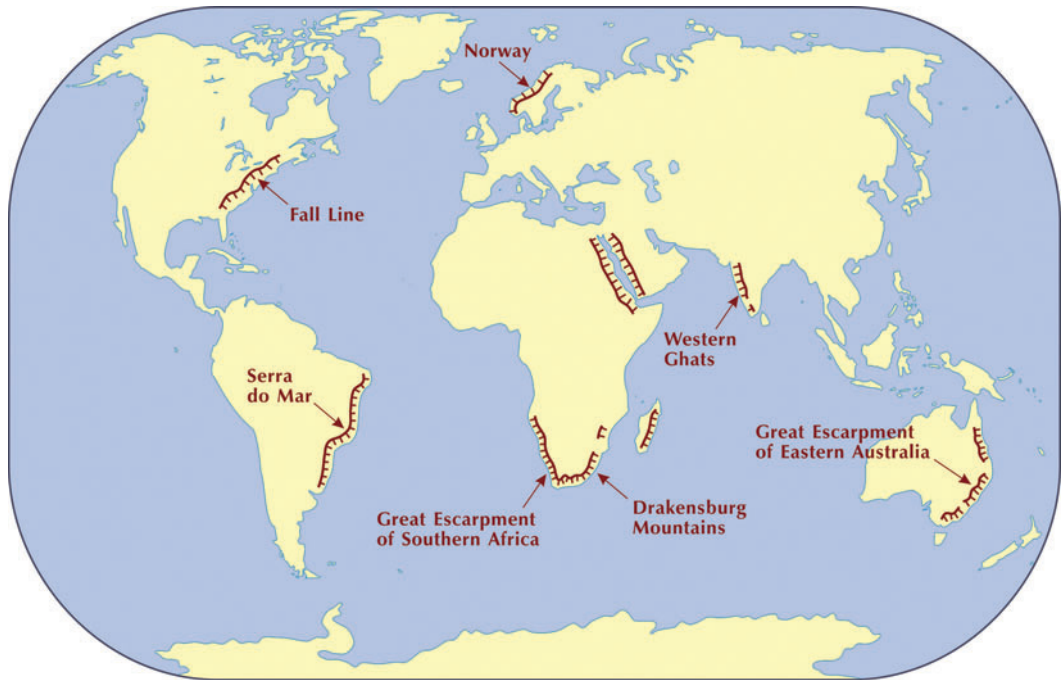 Norway
Fall Line
Western
Ghats
Serra
do Mar
Great Escarpment
of Eastern Australia
Great Escarpment
of Southern Africa
Drakensburg
Mountains